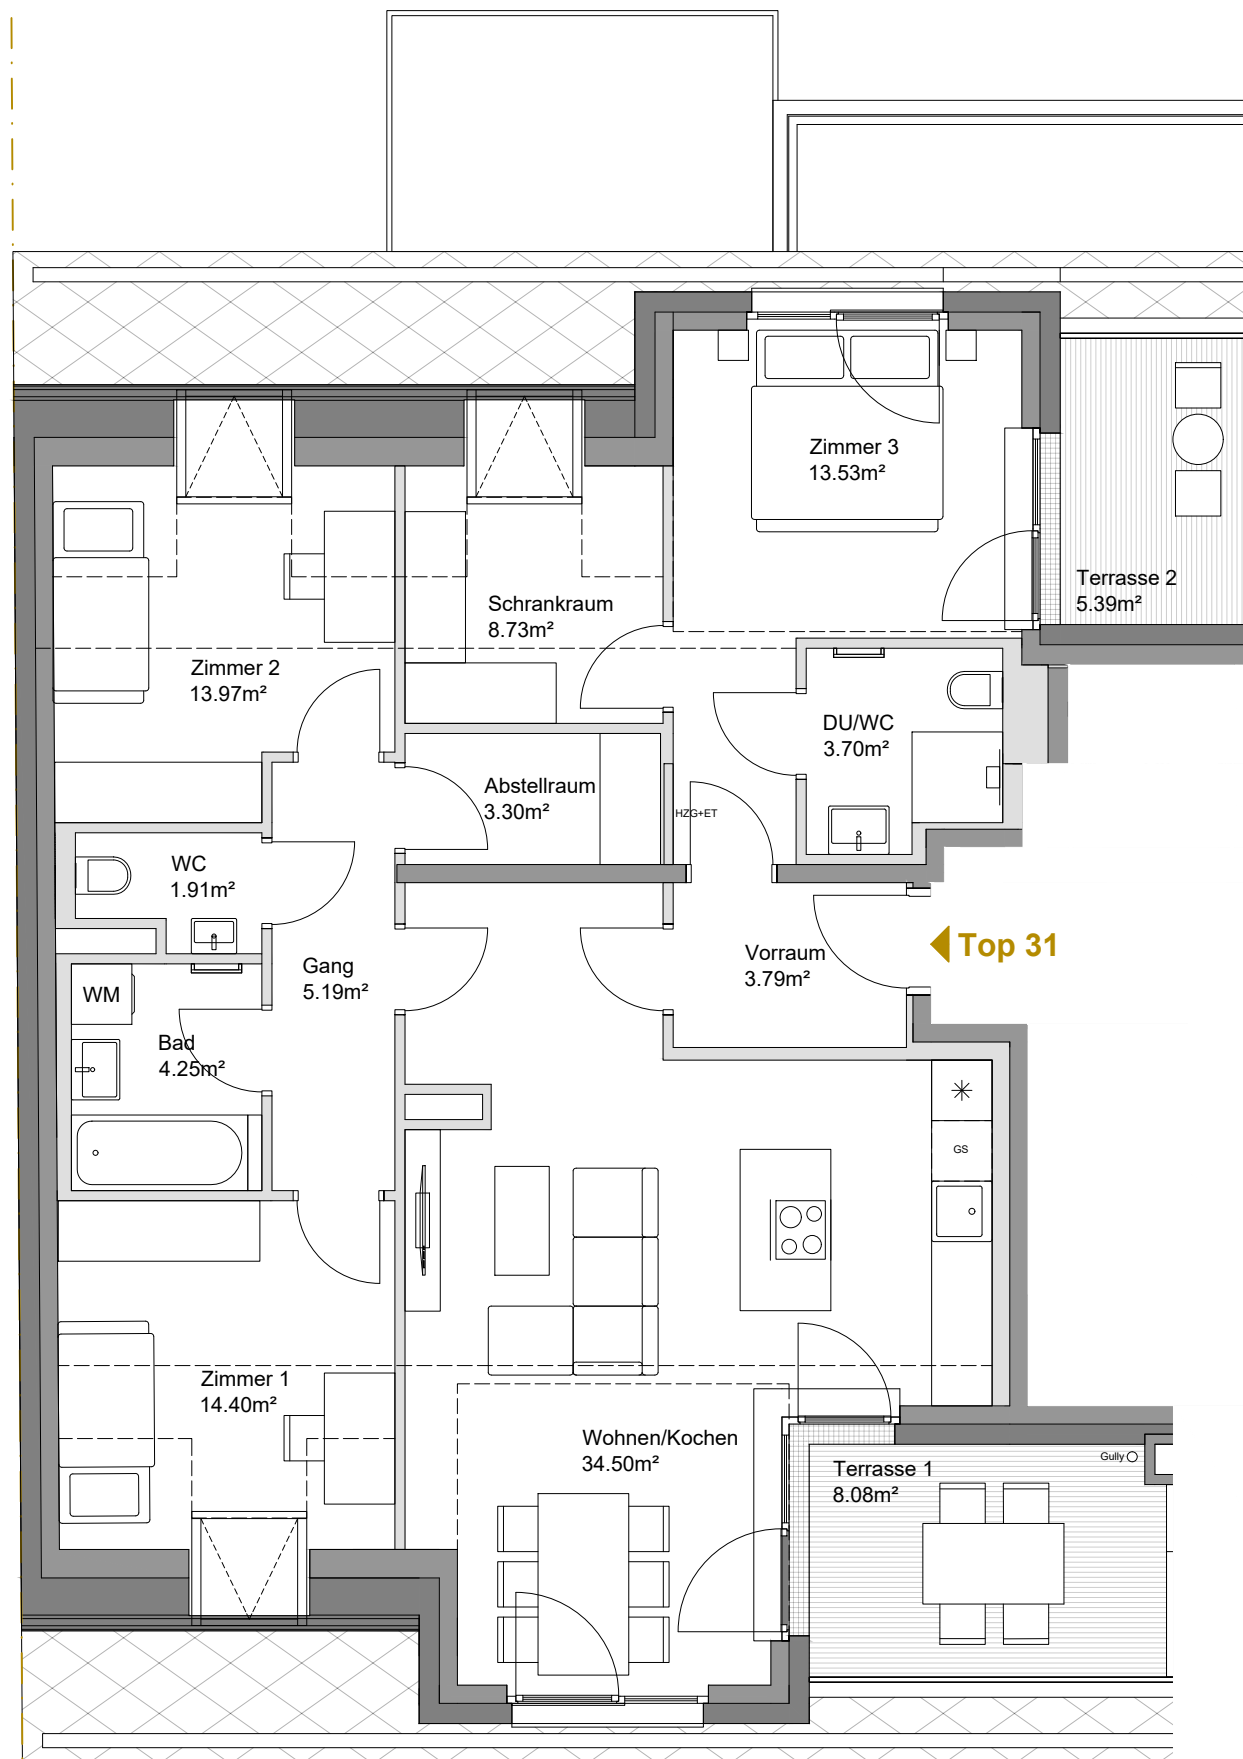 Zimmer 3
13.53m²
Terrasse 2
5.39m²
Schrankraum
8.73m²
Zimmer 2
13.97m²
DU/WC
3.70m²
Abstellraum
3.30m²
HZG+ET
WC
1.91m²
Top 31
Vorraum
3.79m²
Gang
5.19m²
WM
Bad
4.25m²
GS
Zimmer 1
14.40m²
Wohnen/Kochen
34.50m²
Gully
Terrasse 1
8.08m²